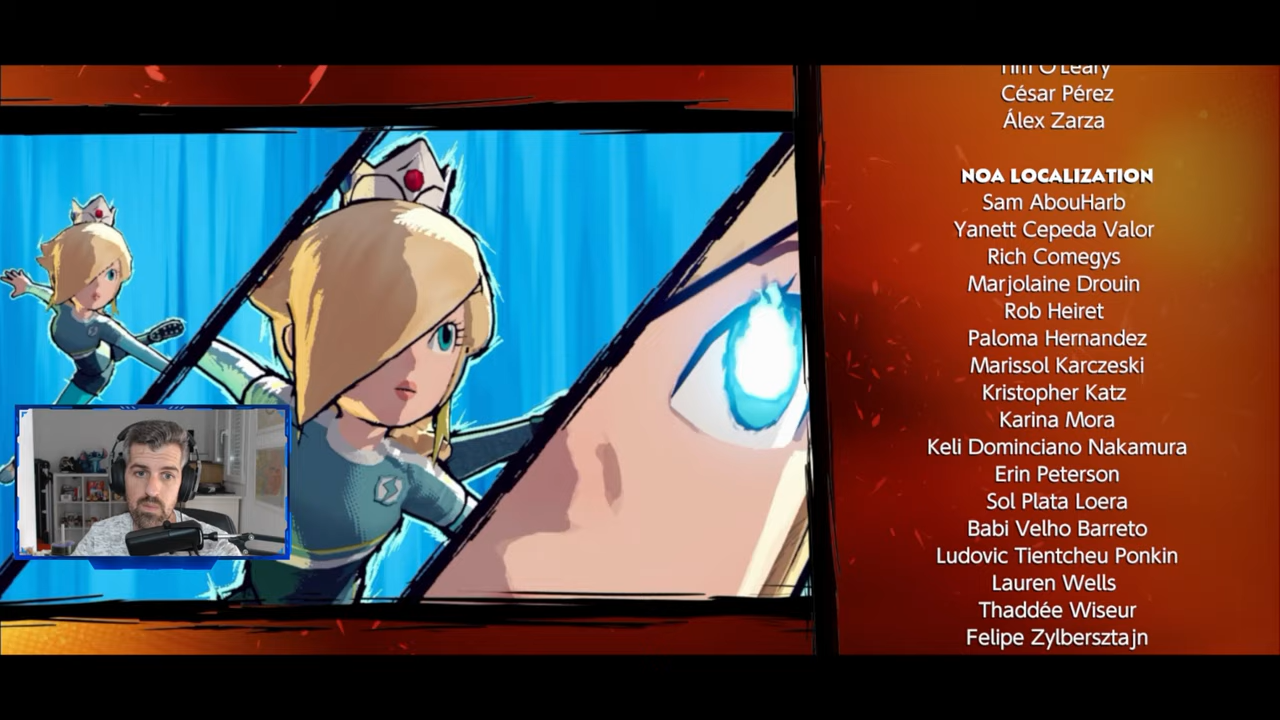 Tim O'Leary
César Pérez
Álex Zarza
NOA LOCALIZATION
Sam AbouHarb
Yanett Cepeda Valor
Rich Comegys
Marjolaine Drouin
Rob Heiret
Paloma Hernandez
Marissol Karczeski
Kristopher Katz
Karina Mora
Keli Dominciano Nakamura
Erin Peterson
Sol Plata Loera
Babi Velho Barreto
Ludovic Tientcheu Ponkin
Lauren Wells
Thaddée Wiseur
Felipe Zylbersztajn